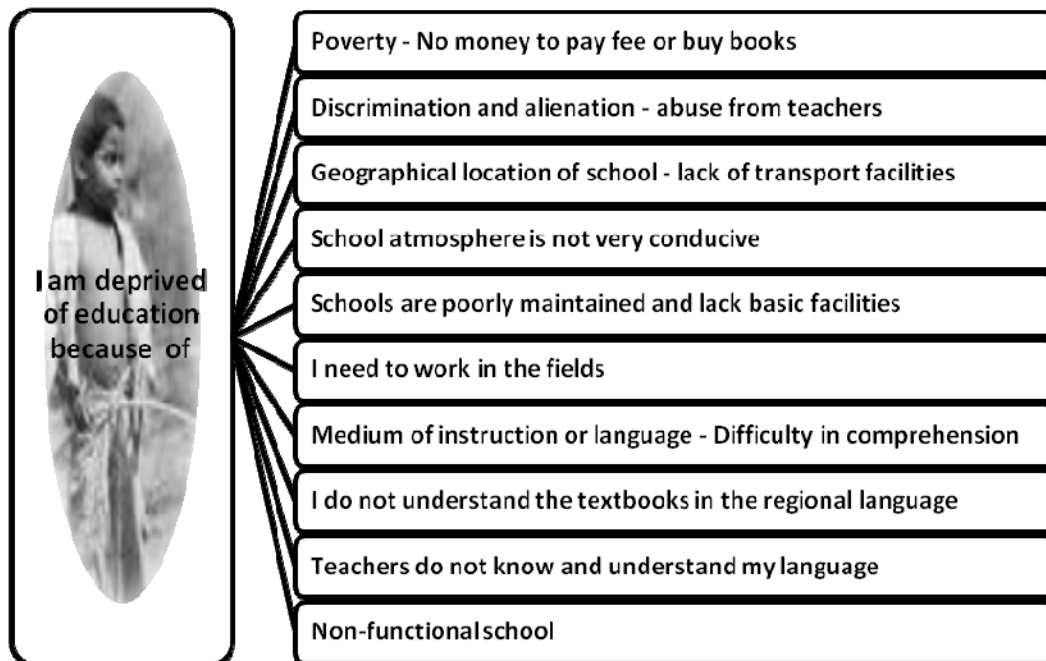 I am deprived
of education
because of
Poverty - No money to pay fee or buy books
Discrimination and alienation - abuse from teachers
Geographical location of school - lack of transport facilities
School atmosphere is not very conducive
Schools are poorly maintained and lack basic facilities
I need to work in the fields
Medium of instruction or language - Difficulty in comprehension
I do not understand the textbooks in the regional language
Teachers do not know and understand my language
Non-functional school